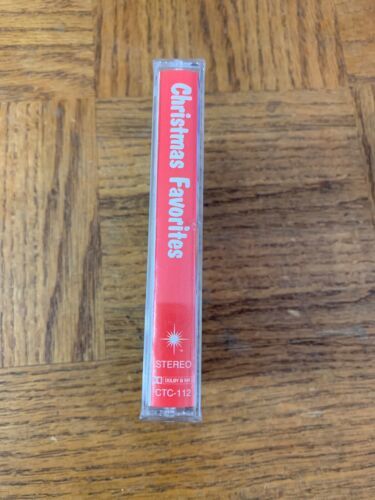 Christmas Favorites
STEREO
DOLBY B NR
CTC-112